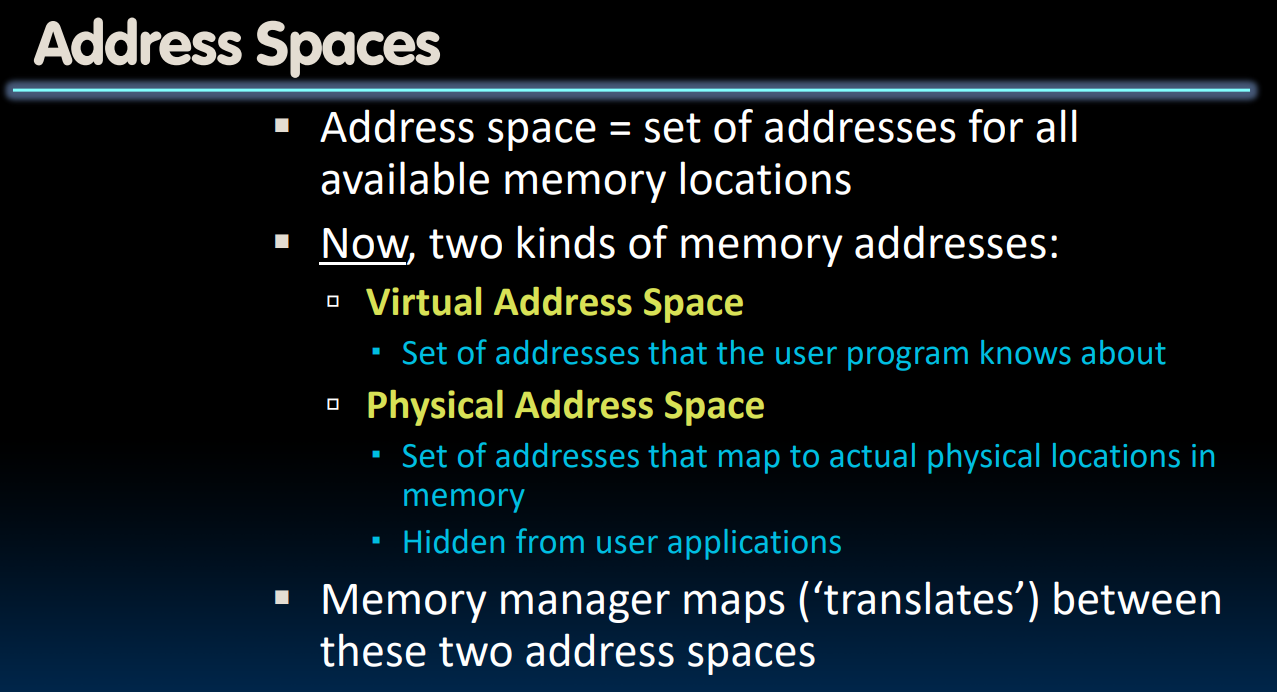 Address Spaces
Address space = set of addresses for all
available memory locations
Now, two kinds of memory addresses:
Virtual Address Space
Set of addresses that the user program knows about
Physical Address Space
Set of addresses that map to actual physical locations in
memory
Hidden from user applications
Memory manager maps (‘translates’) between
these two address spaces